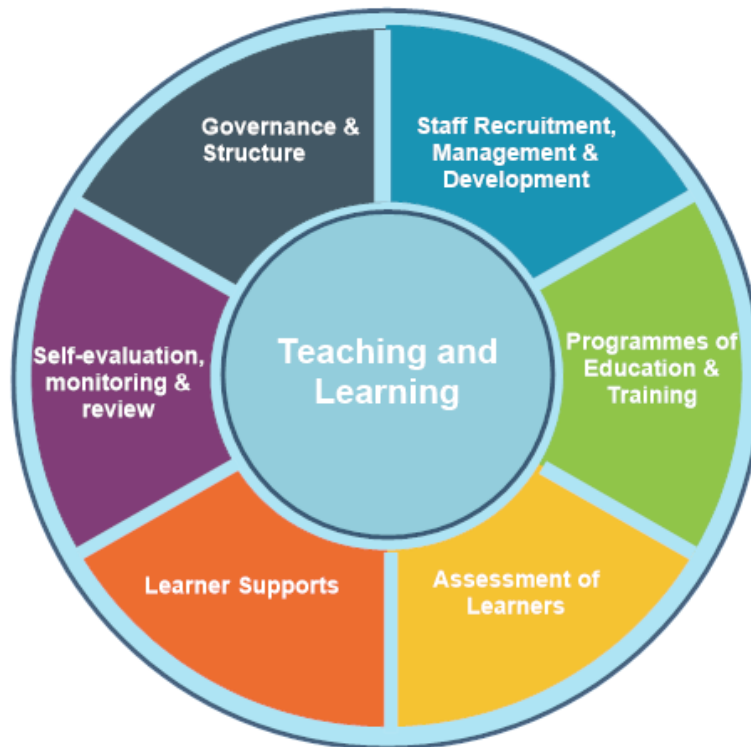 Governance &
Structure
Staff Recruitment,
Management &
Development
Programmes of
Education &
Training
Assessment of
Learners
Learner Supports
Self-evaluation,
monitoring &
review
Teaching and
Learning